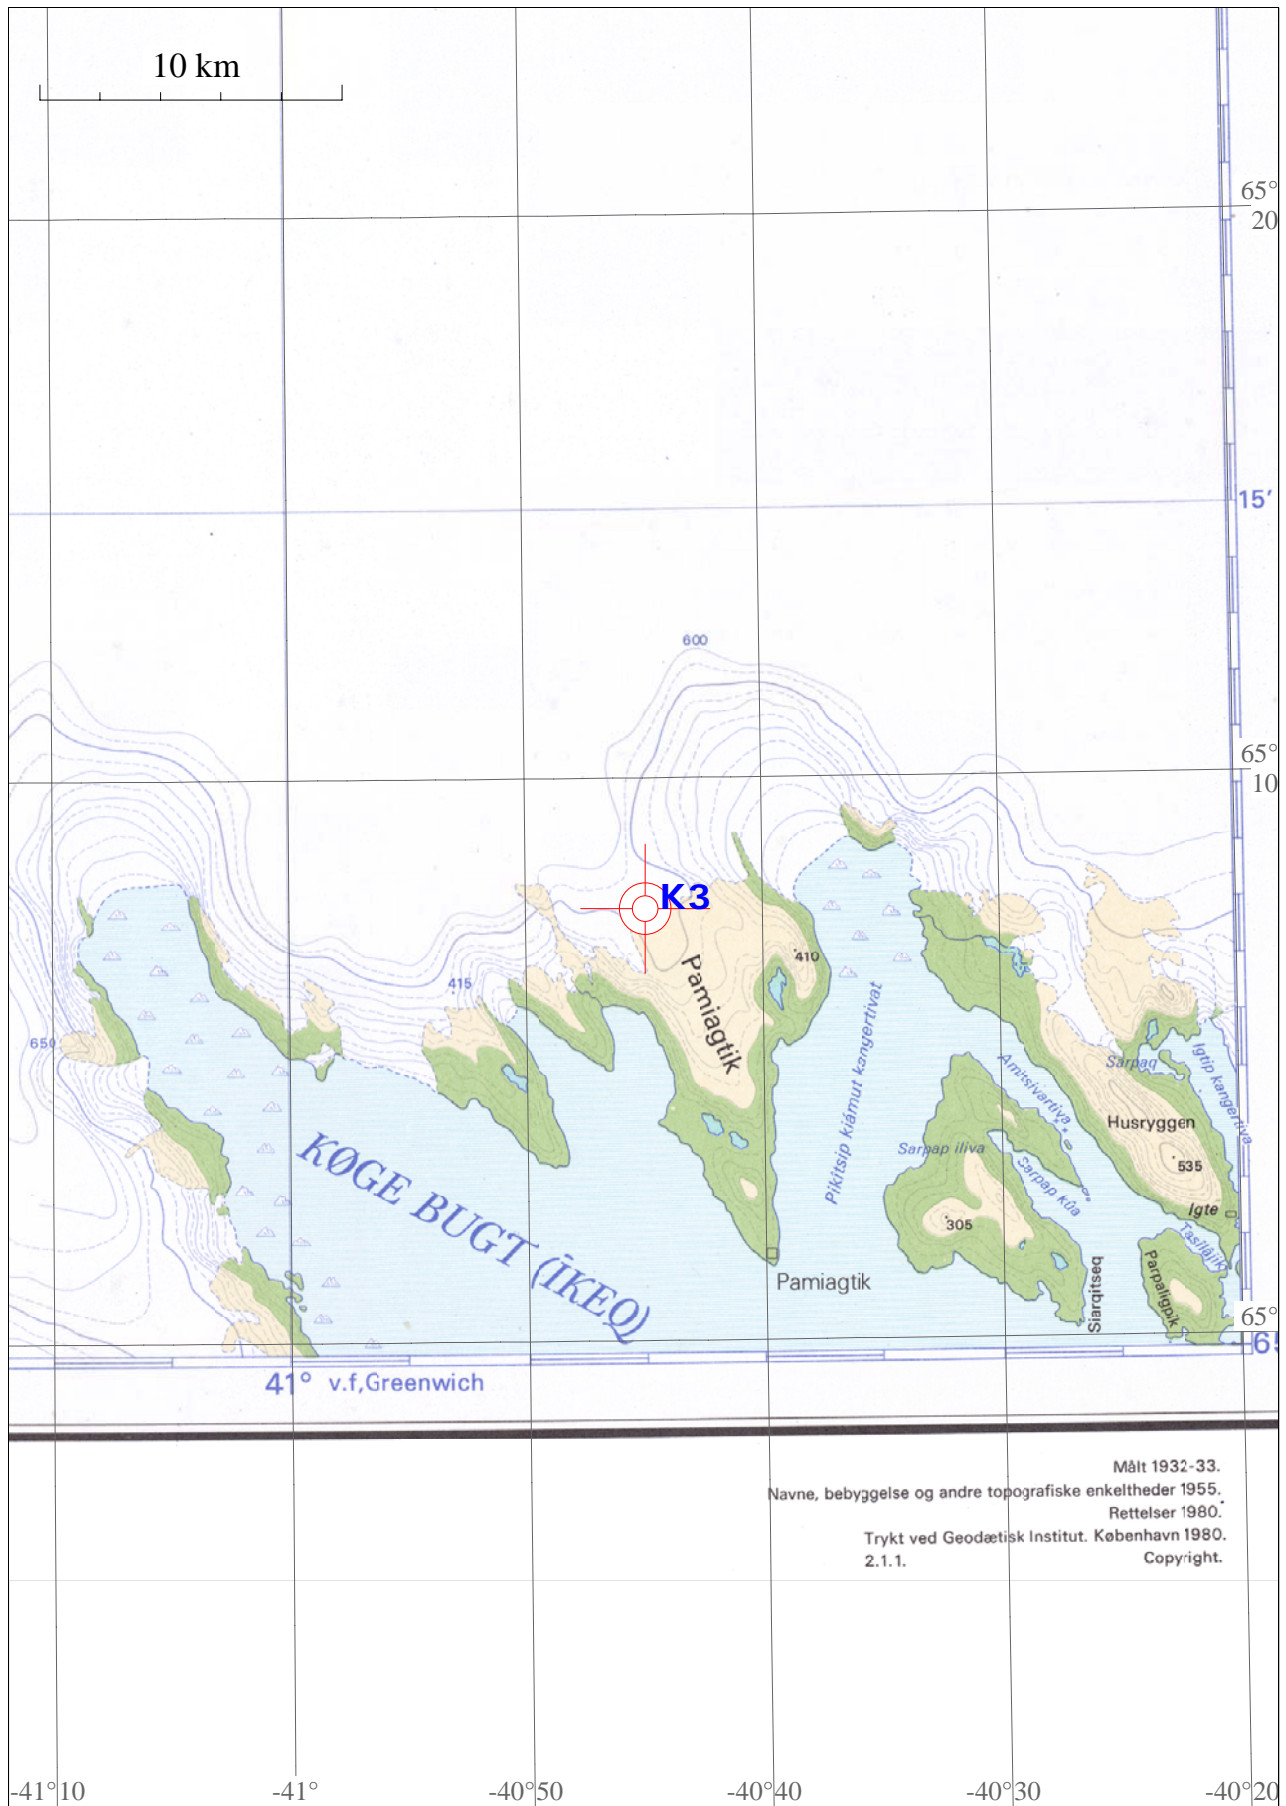 10 km
65°
20
15'
600
65°
10
K3
410
415
650
Pamiagtik
Pikitsip kiámut kangertivat
Sarpaq
Igtip kangertiva
Amitsivartiva
Husryggen
535
Sarpap iliva
Sarpap kûa
Igte
305
Tasîlâjik
KØGE BUGT (ĪKEQ)
Pamiagtik
Siarqitseq
Parpaligpik
65°
65
41° v.f,Greenwich
Målt 1932-33.
Navne, bebyggelse og andre topografiske enkeltheder 1955.
Rettelser 1980.
Trykt ved Geodætisk Institut. København 1980.
2.1.1. Copyright.
-41°10
-41°
-40°50
-40°40
-40°30
-40°20